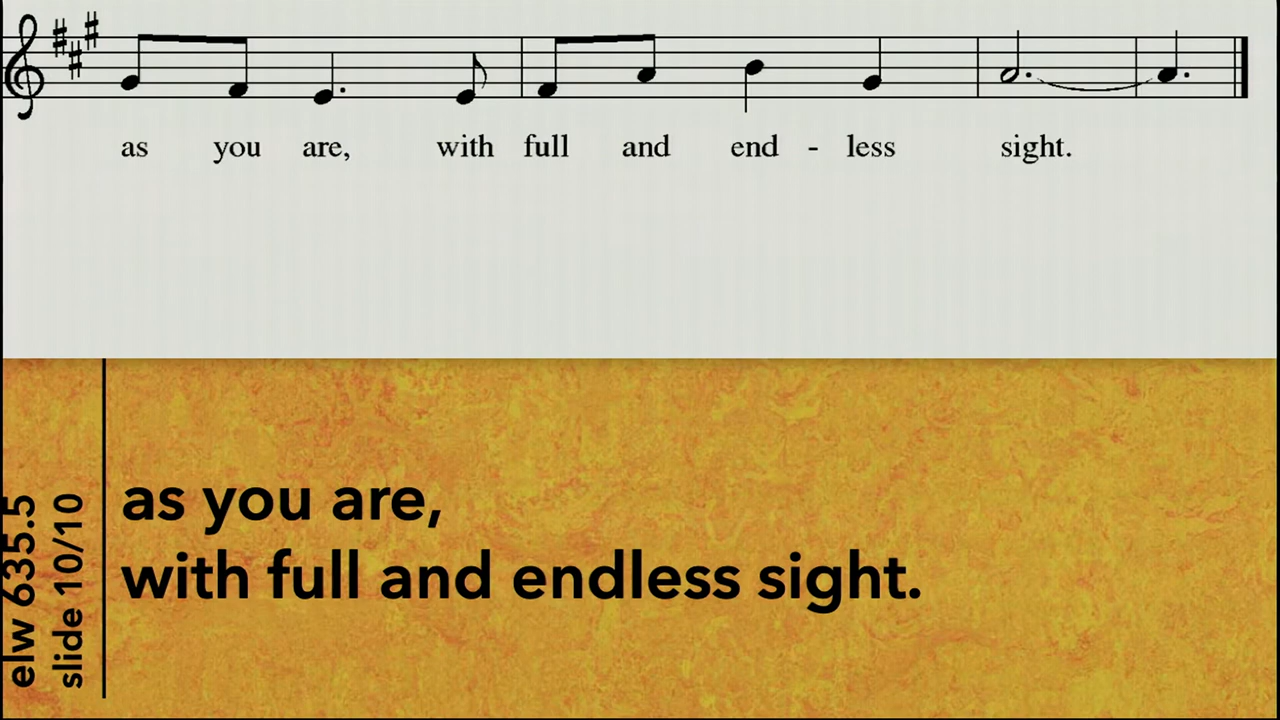 as you are, with full and end - less sight.
elw 635.5
slide 10/10
as you are,
with full and endless sight.